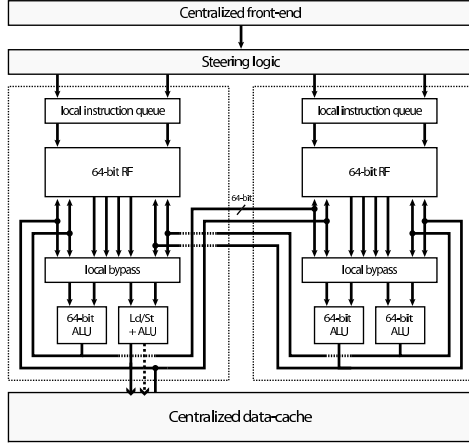 Centralized front-end
Steering logic
local instruction queue
local instruction queue
64-bit RF
64-bit RF
64-bit
local bypass
local bypass
64-bit
ALU
Ld/St
+ ALU
64-bit
ALU
64-bit
ALU
Centralized data-cache